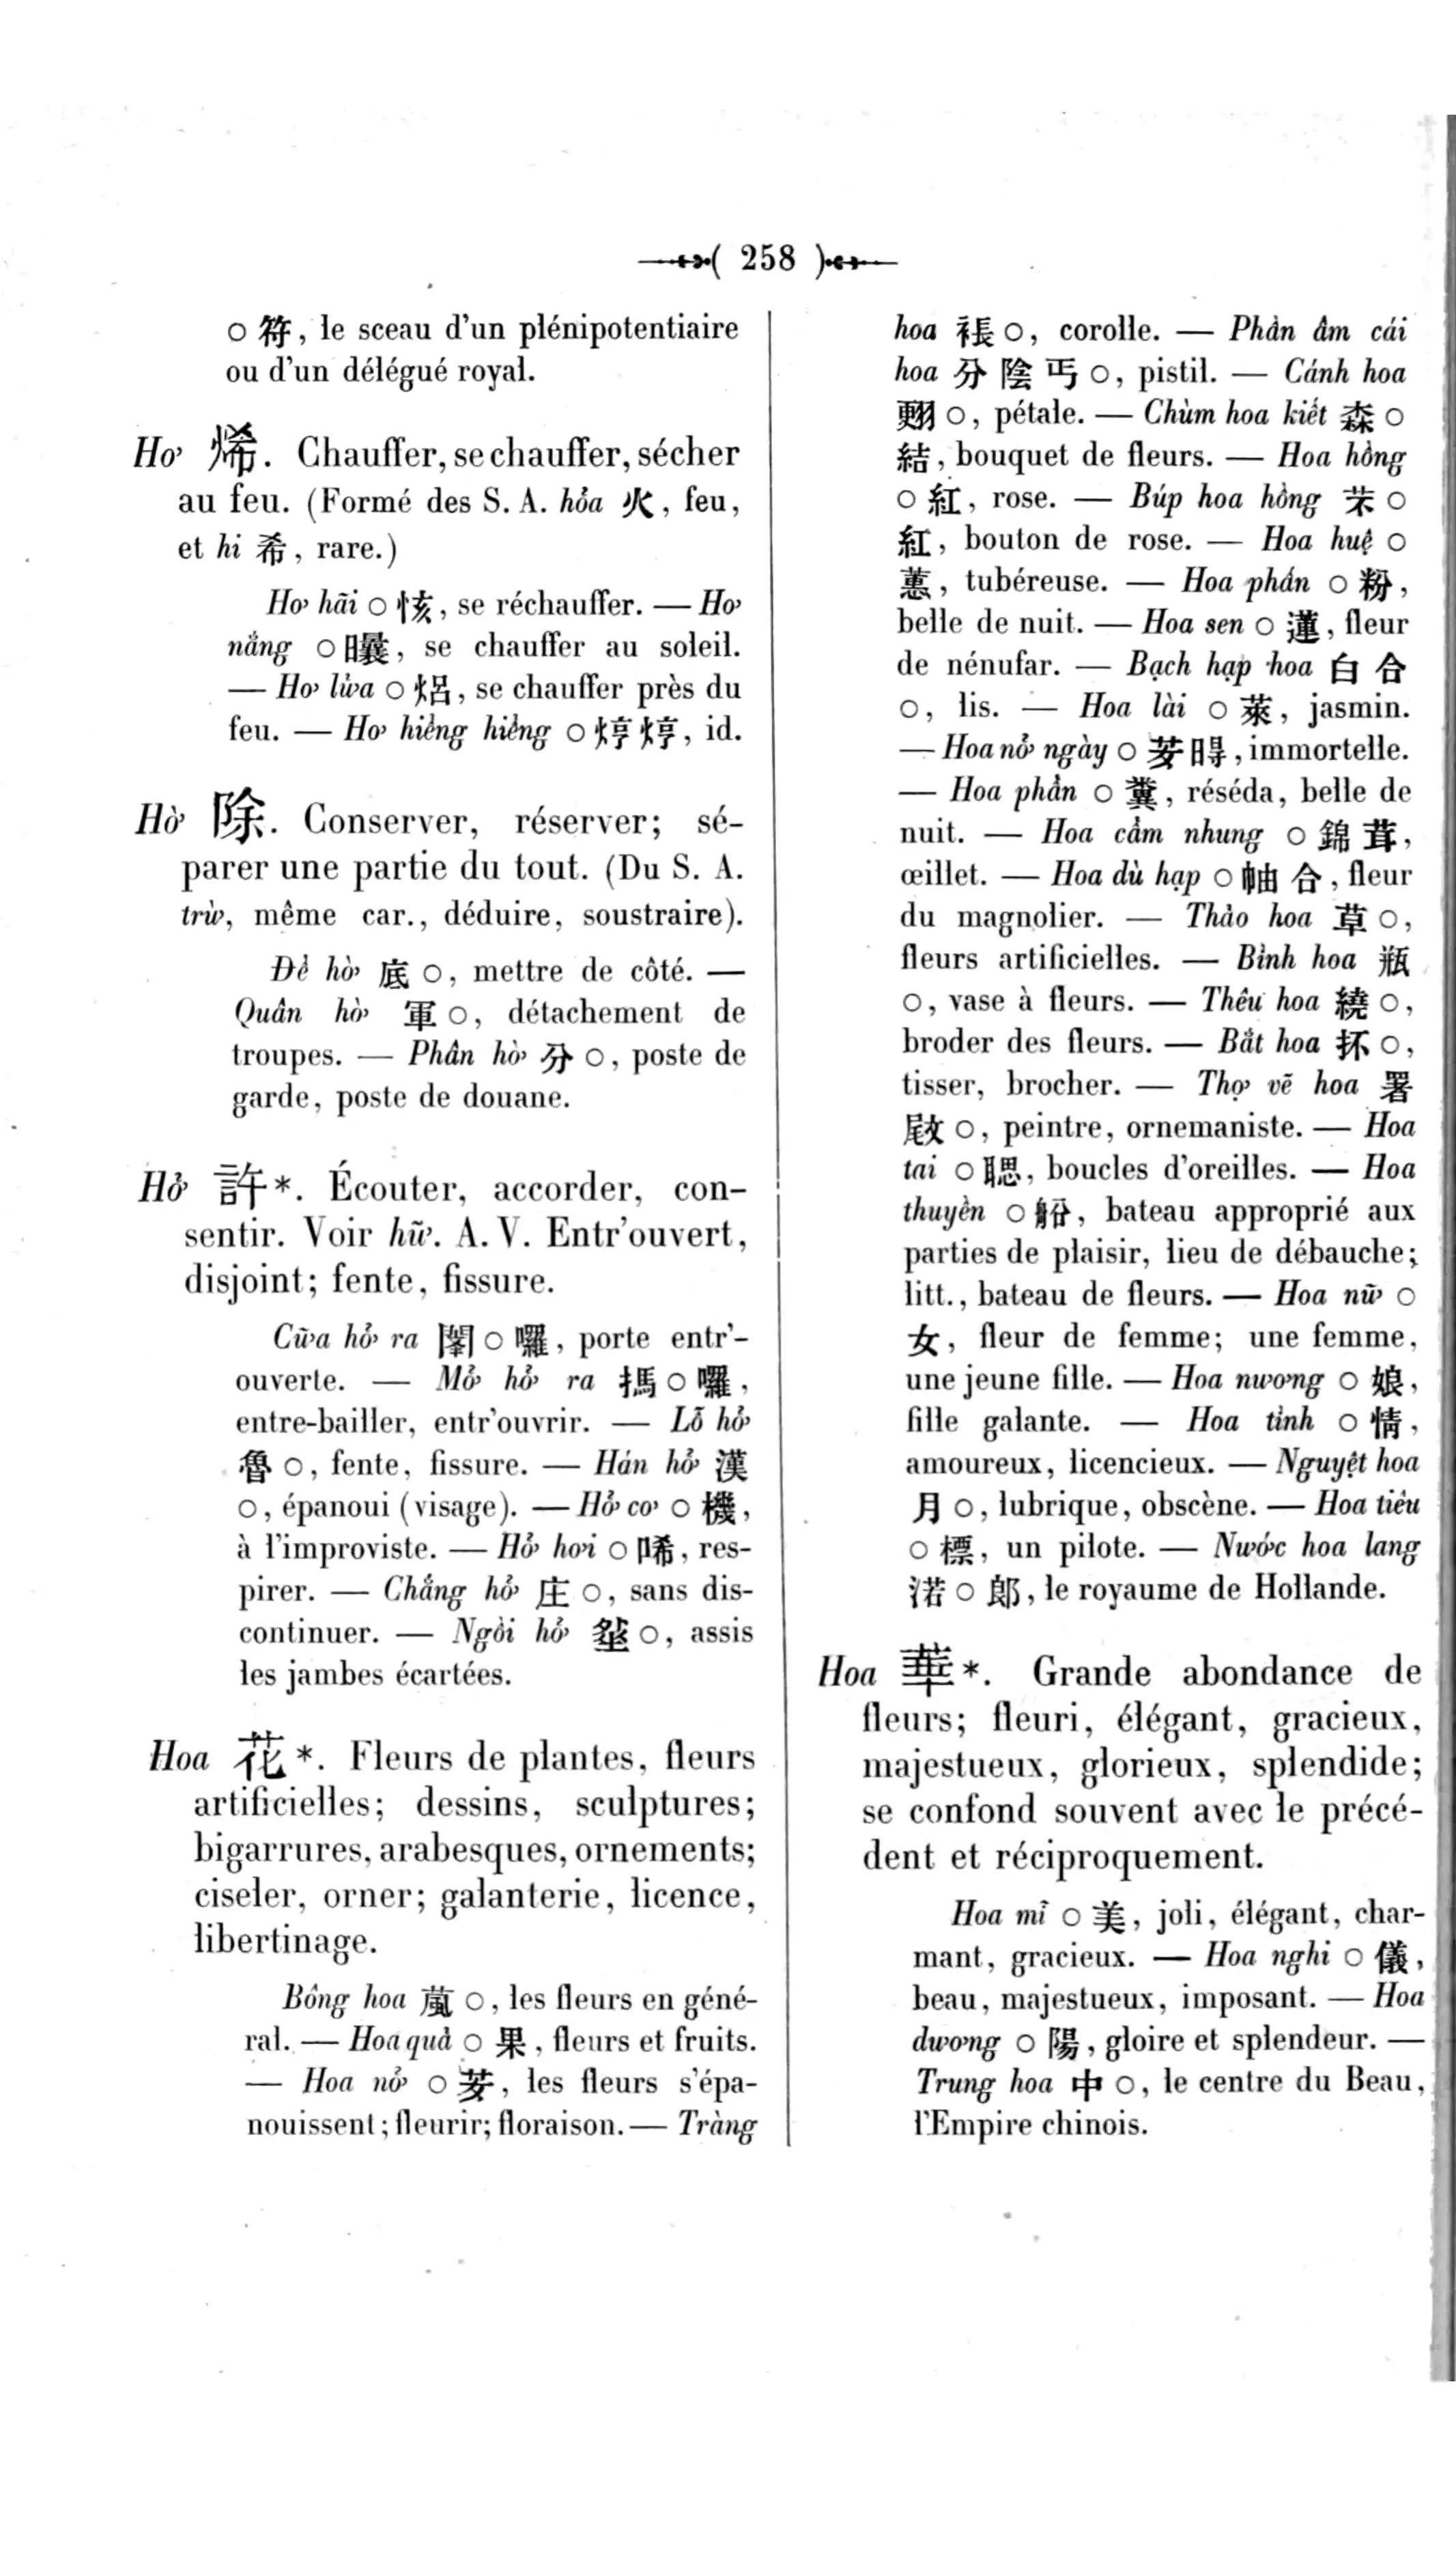 ( 258 )
○ 符, le sceau d'un plénipotentiaire
ou d'un délégué royal.
Hơ 烯. Chauffer, se chauffer, sécher
au feu. (Formé des S. A. hỏa 火, feu,
et hi 希, rare.)
Hơ hãi ○ 㤥, se réchauffer. — Hơ
nắng ○ 曩, se chauffer au soleil.
— Hơ lửa ○ 焒, se chauffer près du
feu. — Hơ hiểng hiểng ○ 焞 焞, id.
Hờ 除. Conserver, réserver; sé-
parer une partie du tout. (Du S. A.
trừ, même car., déduire, soustraire).
Để hờ 底 ○, mettre de côté. —
Quân hờ 軍 ○, détachement de
troupes. — Phân hờ 分 ○, poste de
garde, poste de douane.
Hở 許*. Écouter, accorder, con-
sentir. Voir hữ. A. V. Entr'ouvert,
disjoint; fente, fissure.
Cữa hở ra ○ 囉, porte entr'-
ouverte. — Mở hở ra ○ 囉,
entre-bailler, entr'ouvrir. — Lỗ hở
魯 ○, fente, fissure. — Hán hở 漢
○, épanoui (visage). — Hở cơ ○ 機,
à l'improviste. — Hở hơi ○ 唏, res-
pirer. — Chẳng hở 庄 ○, sans dis-
continuer. — Ngồi hở ○, assis
les jambes écartées.
Hoa 花*. Fleurs de plantes, fleurs
artificielles; dessins, sculptures;
bigarrures, arabesques, ornements;
ciseler, orner; galanterie, licence,
libertinage.
Bông hoa ○, les fleurs en géné-
ral. — Hoa quả ○ 果, fleurs et fruits.
— Hoa nở ○, les fleurs s'épa-
nouissent; fleurir; floraison. — Tràng
hoa ○, corolle. — Phần âm cái
hoa 分 陰 丐 ○, pistil. — Cánh hoa
○, pétale. — Chùm hoa kiết 森 ○
結, bouquet de fleurs. — Hoa hồng
○ 紅, rose. — Búp hoa hồng ○
紅, bouton de rose. — Hoa huệ ○
蕙, tubéreuse. — Hoa phấn ○ 粉,
belle de nuit. — Hoa sen ○ 蓮, fleur
de nénufar. — Bạch hạp hoa 白 合
○, lis. — Hoa lài ○ 萊, jasmin.
— Hoa nở ngày ○, immortelle.
— Hoa phần ○ 糞, réséda, belle de
nuit. — Hoa cẩm nhung ○ 錦 茸,
œillet. — Hoa dù hạp ○ 合, fleur
du magnolier. — Thảo hoa 草 ○,
fleurs artificielles. — Bình hoa 瓶
○, vase à fleurs. — Thêu hoa 繞 ○,
broder des fleurs. — Bắt hoa 抔 ○,
tisser, brocher. — Thợ vẽ hoa 署
○, peintre, ornemaniste. — Hoa
tai ○ 聰, boucles d'oreilles. — Hoa
thuyền ○, bateau approprié aux
parties de plaisir, lieu de débauche;
litt., bateau de fleurs. — Hoa nữ ○
女, fleur de femme; une femme,
une jeune fille. — Hoa nương ○ 娘,
fille galante. — Hoa tình ○ 情,
amoureux, licencieux. — Nguyệt hoa
月 ○, lubrique, obscène. — Hoa tiêu
○ 標, un pilote. — Nước hoa lang
渃 ○ 郎, le royaume de Hollande.
Hoa 華*. Grande abondance de
fleurs; fleuri, élégant, gracieux,
majestueux, glorieux, splendide;
se confond souvent avec le précé-
dent et réciproquement.
Hoa mỉ ○ 美, joli, élégant, char-
mant, gracieux. — Hoa nghi ○ 儀,
beau, majestueux, imposant. — Hoa
dương ○ 陽, gloire et splendeur. —
Trung hoa 中 ○, le centre du Beau,
l'Empire chinois.